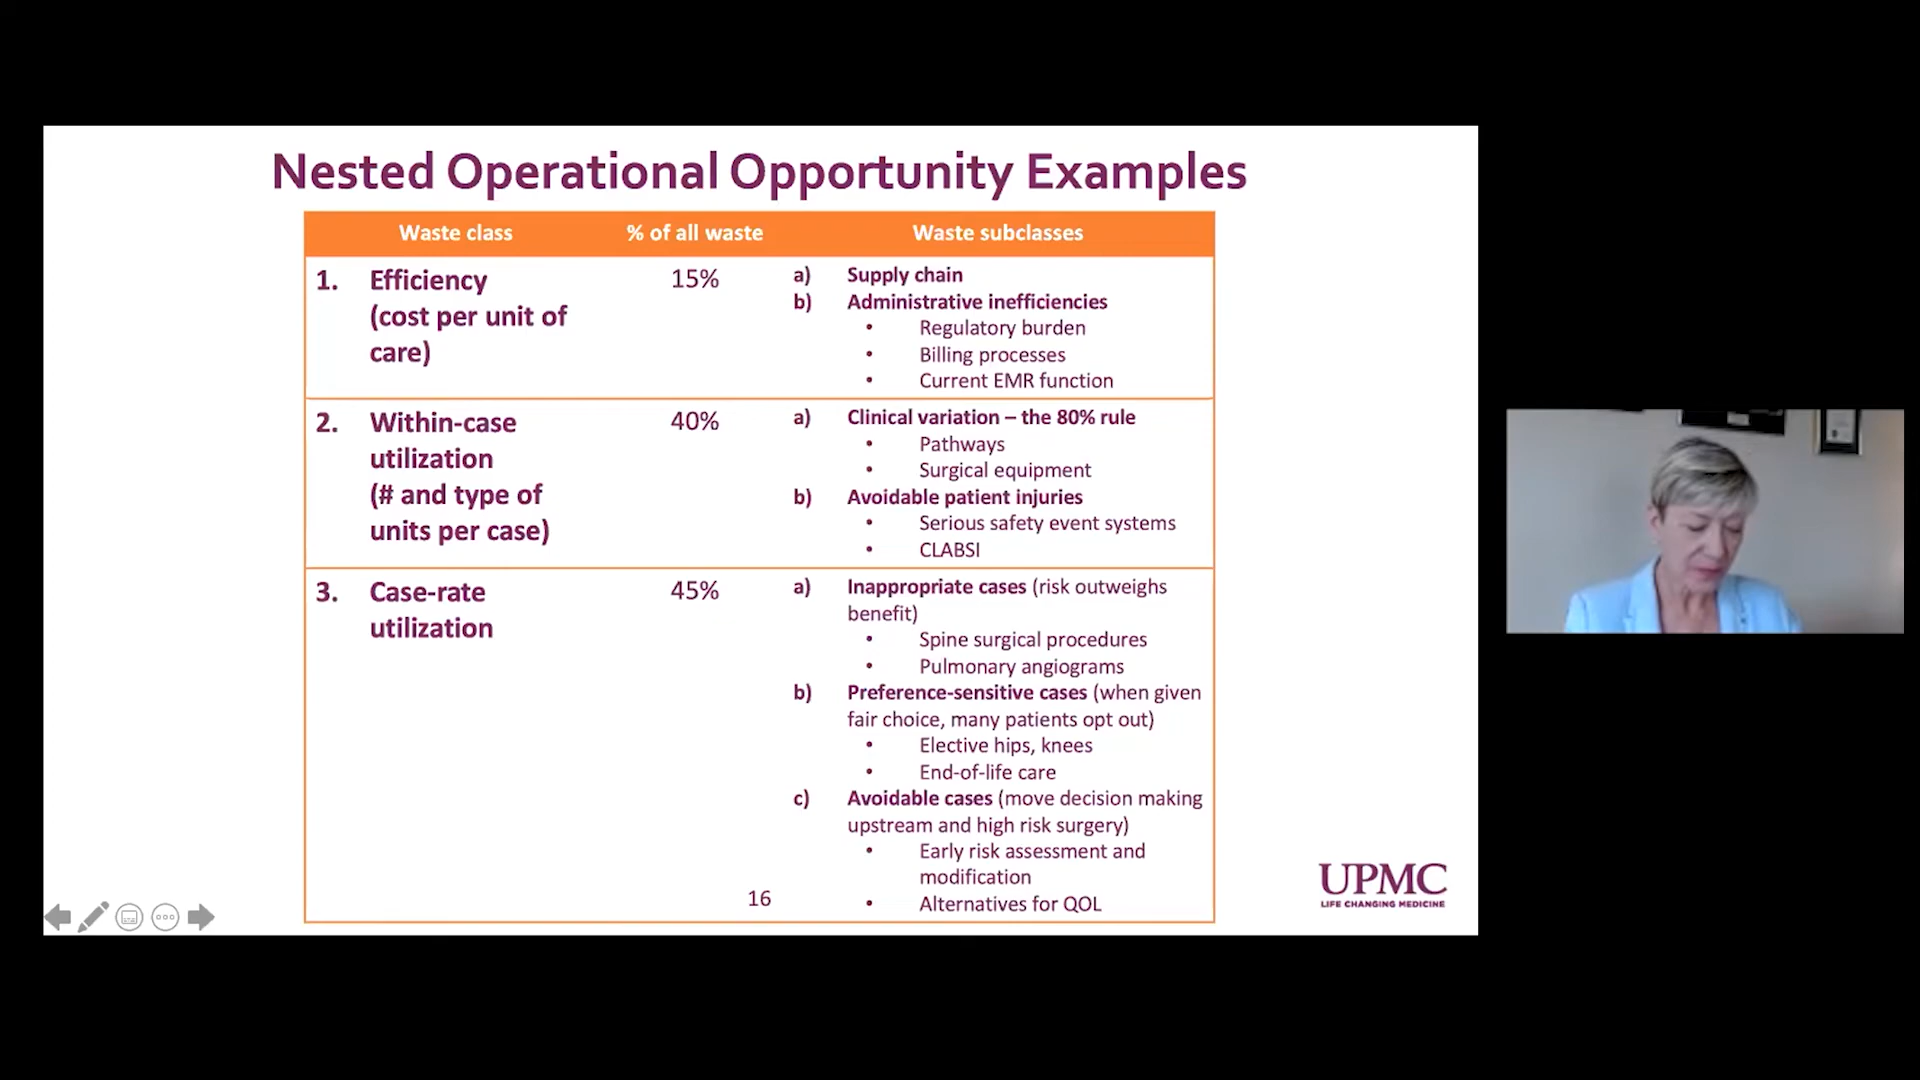 Nested Operational Opportunity Examples
Waste class % of all waste Waste subclasses
1. Efficiency
(cost per unit of
care)
15%
a) Supply chain
b) Administrative inefficiencies
• Regulatory burden
• Billing processes
• Current EMR function
2. Within-case
utilization
(# and type of
units per case)
40%
a) Clinical variation – the 80% rule
• Pathways
• Surgical equipment
b) Avoidable patient injuries
• Serious safety event systems
• CLABSI
3. Case-rate
utilization
45%
a) Inappropriate cases (risk outweighs
benefit)
• Spine surgical procedures
• Pulmonary angiograms
b) Preference-sensitive cases (when given
fair choice, many patients opt out)
• Elective hips, knees
• End-of-life care
c) Avoidable cases (move decision making
upstream and high risk surgery)
• Early risk assessment and
modification
• Alternatives for QOL
16
UPMC
LIFE CHANGING MEDICINE